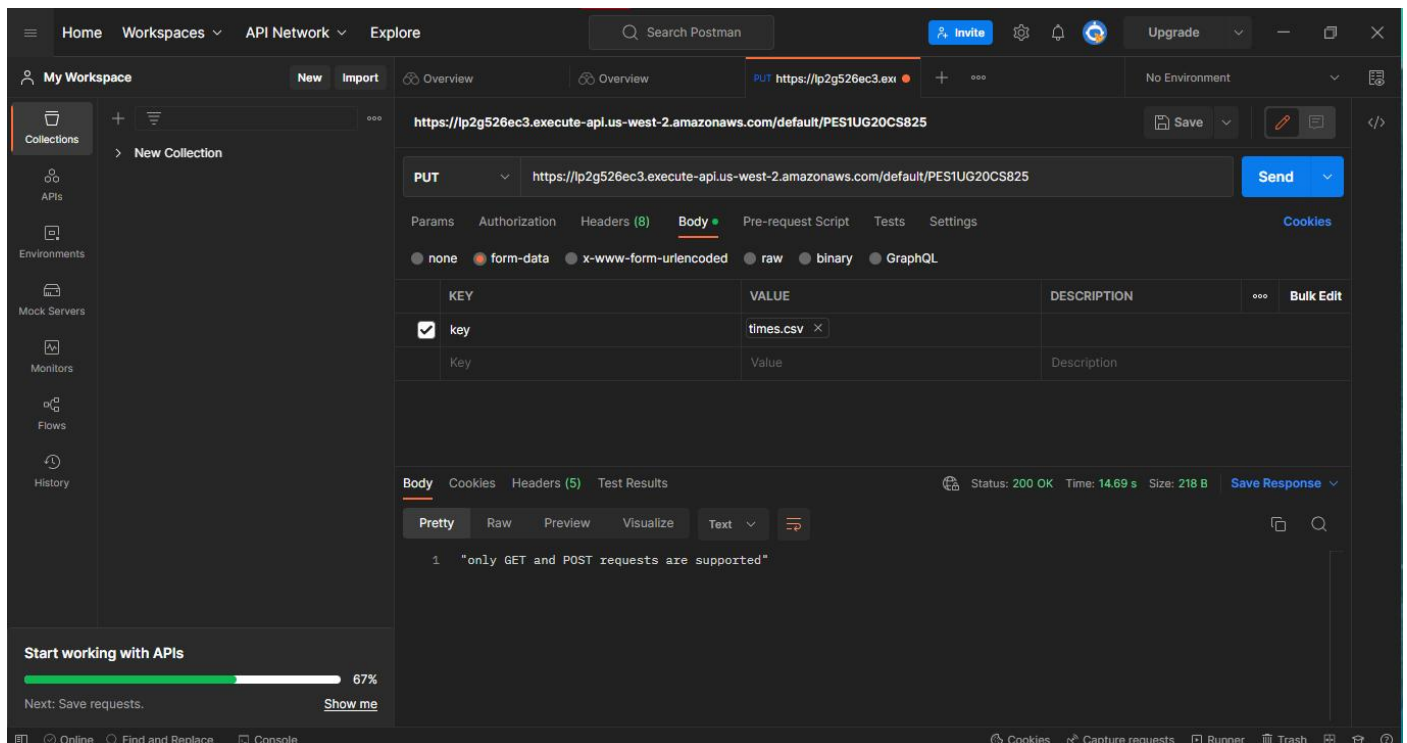 Home Workspaces API Network Explore Search Postman Invite Upgrade
My Workspace New Import Overview Overview PUT https://lp2g526ec3.exe No Environment
Collections
https://lp2g526ec3.execute-api.us-west-2.amazonaws.com/default/PES1UG20CS825 Save
New Collection
APIs
PUT https://lp2g526ec3.execute-api.us-west-2.amazonaws.com/default/PES1UG20CS825 Send
Params Authorization Headers (8) Body Pre-request Script Tests Settings Cookies
Environments
none form-data x-www-form-urlencoded raw binary GraphQL
KEY VALUE DESCRIPTION Bulk Edit
Mock Servers
key times.csv
Key Value Description
Monitors
Flows
History
Body Cookies Headers (5) Test Results Status: 200 OK Time: 14.69 s Size: 218 B Save Response
Pretty Raw Preview Visualize Text
1 "only GET and POST requests are supported"
Start working with APIs
67%
Next: Save requests. Show me
Online Find and Replace Console Cookies Capture requests Runner Trash